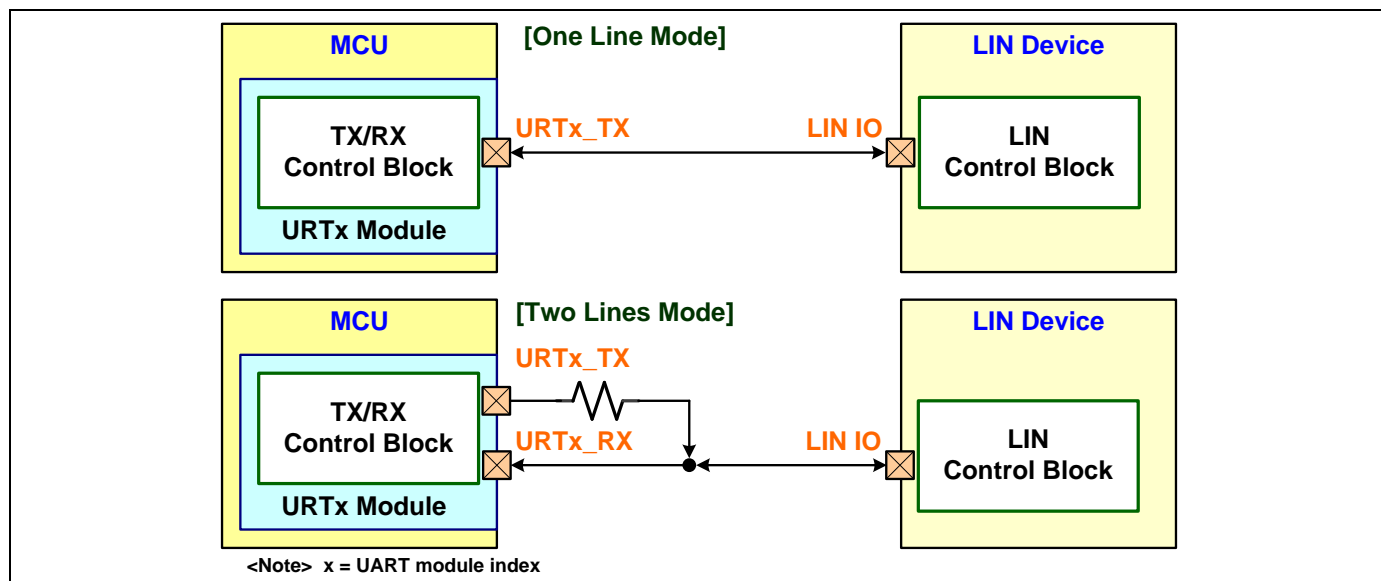 MCU
[One Line Mode]
LIN Device
TX/RX
Control Block
URTx_TX
LIN IO
LIN
Control Block
URTx Module
MCU
[Two Lines Mode]
LIN Device
URTx_TX
TX/RX
Control Block
URTx_RX
LIN IO
LIN
Control Block
URTx Module
<Note> x = UART module index